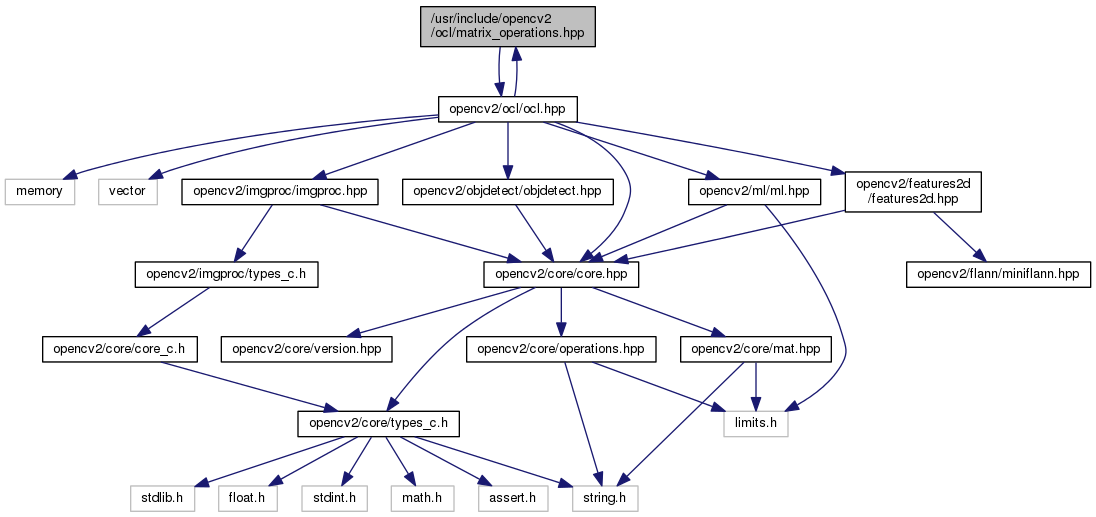 /usr/include/opencv2
/ocl/matrix_operations.hpp
opencv2/ocl/ocl.hpp
memory
vector
opencv2/imgproc/imgproc.hpp
opencv2/objdetect/objdetect.hpp
opencv2/ml/ml.hpp
opencv2/features2d
/features2d.hpp
opencv2/imgproc/types_c.h
opencv2/core/core.hpp
opencv2/flann/miniflann.hpp
opencv2/core/core_c.h
opencv2/core/version.hpp
opencv2/core/operations.hpp
opencv2/core/mat.hpp
opencv2/core/types_c.h
limits.h
stdlib.h
float.h
stdint.h
math.h
assert.h
string.h